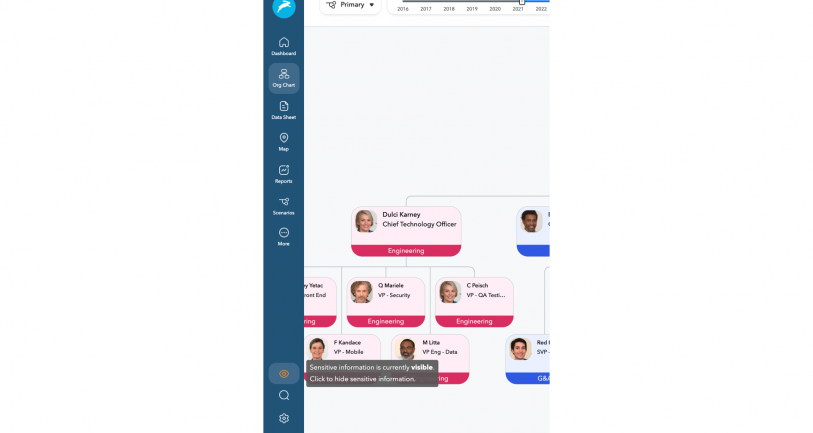 Primary
2016 2017 2018 2019 2020 2021 2022
Dashboard
Org Chart
Data Sheet
Map
Reports
Scenarios
More
Dulci Karney
Chief Technology Officer
Engineering
Yetac
ront End
ring
Q Mariele
VP - Security
Engineering
C Peisch
VP - QA Testi...
Engineering
F Kandace
VP - Mobile
M Litta
VP Eng - Data
ng
Red
SVP -
G&A
Sensitive information is currently visible.
Click to hide sensitive information.